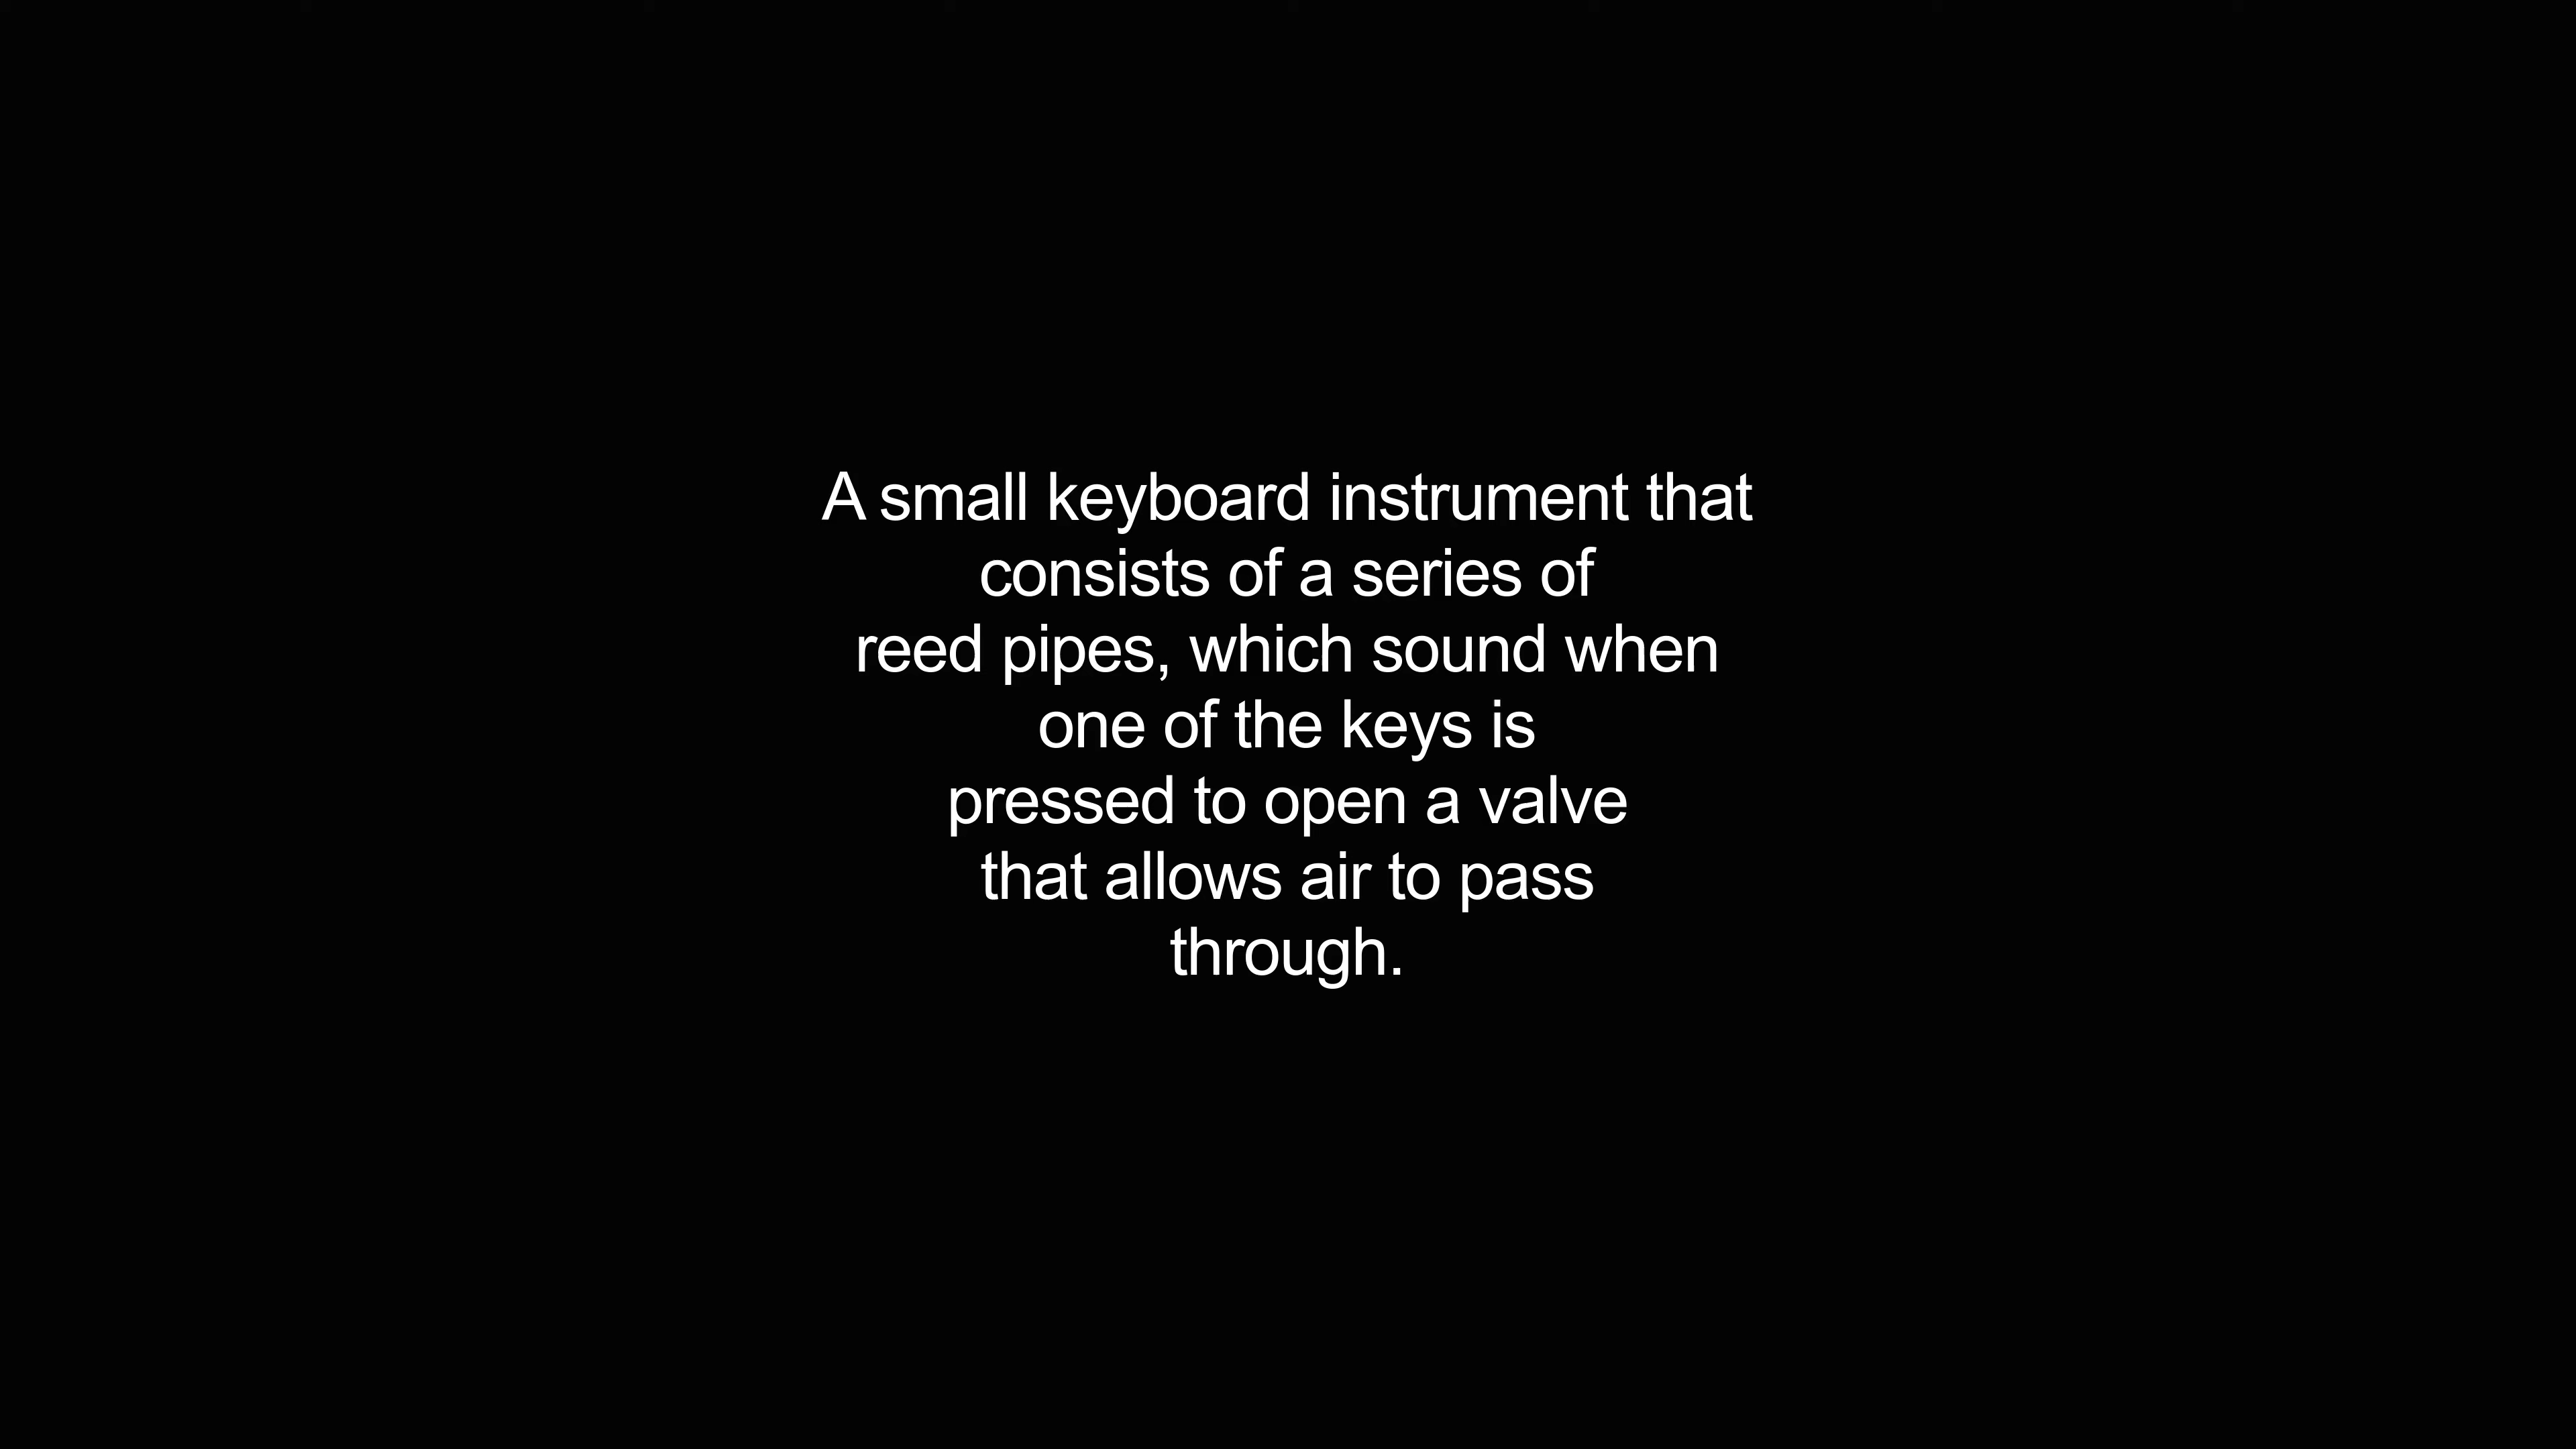 A small keyboard instrument that
consists of a series of
reed pipes, which sound when
one of the keys is
pressed to open a valve
that allows air to pass
through.